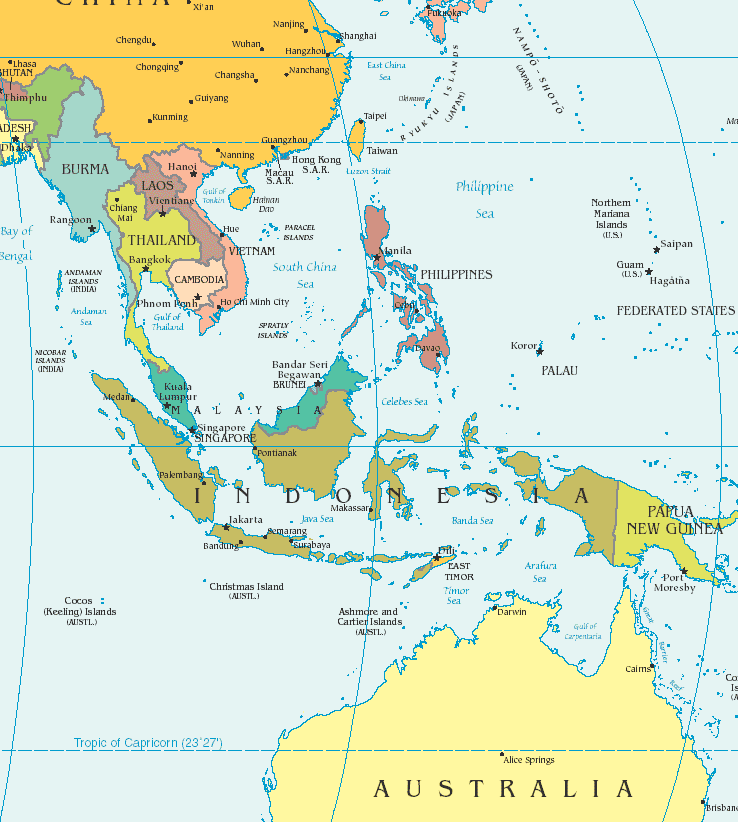 CHINA
Xi'an
Nanjing
Shanghai
Chengdu
Wuhan
Hangzhou
Chongqing
Changsha
Nanchang
Lhasa
BHUTAN
Thimphu
Guiyang
Kunming
Guangzhou
Nanning
Macau
S.A.R.
Hong Kong
S.A.R.
Taipei
Taiwan
Luzon Strait
East China
Sea
Okinawa
RYUKYU ISLANDS
(JAPAN)
Fukuoka
NAMPŌ-SHOTŌ
(JAPAN)
ADESH
Dhaka
BURMA
Rangoon
Bay of
Bengal
LAOS
Hanoi
Vientiane
Gulf of
Tonkin
Hainan
Dao
Chiang
Mai
THAILAND
Bangkok
Hue
VIETNAM
CAMBODIA
Phnom Penh
Ho Chi Minh City
Gulf of
Thailand
PARACEL
ISLANDS
South China
Sea
SPRATLY
ISLANDS
ANDAMAN
ISLANDS
(INDIA)
Andaman
Sea
NICOBAR
ISLANDS
(INDIA)
Philippine
Sea
Manila
PHILIPPINES
Cebu
Davao
Northern
Mariana
Islands
(U.S.)
Saipan
Guam
(U.S.)
Hagåtña
FEDERATED STATES
Koror
PALAU
Bandar Seri
Begawan
BRUNEI
Celebes Sea
Medan
Kuala
Lumpur
MALAYSIA
Singapore
SINGAPORE
Pontianak
Palembang
INDONESIA
Makassar
Jakarta
Java Sea
Semarang
Bandung
Surabaya
Banda Sea
Dili
EAST
TIMOR
Timor
Sea
Arafura
Sea
PAPUA
NEW GUINEA
Port
Moresby
Christmas Island
(AUSTL.)
Cocos
(Keeling) Islands
(AUSTL.)
Ashmore and
Cartier Islands
(AUSTL.)
Darwin
Gulf of
Carpentaria
Great
Barrier
Reef
Cairns
Tropic of Capricorn (23°27')
Alice Springs
AUSTRALIA
Brisban